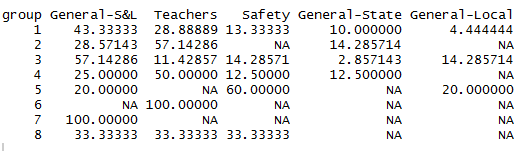 group General-S&L Teachers Safety General-State General-Local
1 43.33333 28.88889 13.33333 10.000000 4.444444
2 28.57143 57.14286 NA 14.285714 NA
3 57.14286 11.42857 14.28571 2.857143 14.285714
4 25.00000 50.00000 12.50000 12.500000 NA
5 20.00000 NA 60.00000 NA 20.000000
6 NA 100.00000 NA NA NA
7 100.00000 NA NA NA NA
8 33.33333 33.33333 33.33333 NA NA